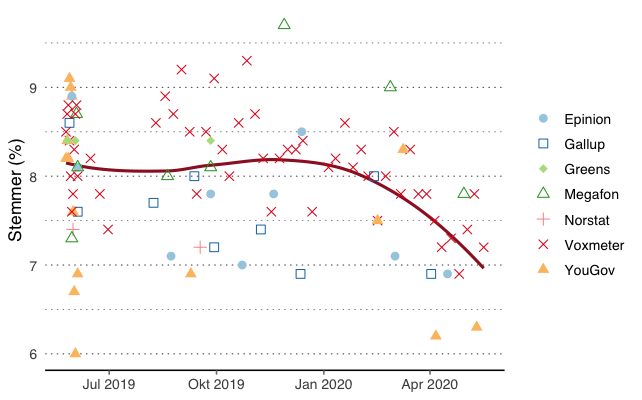 Stemmer (%)
9
8
7
6
Jul 2019
Okt 2019
Jan 2020
Apr 2020
Epinion
Gallup
Greens
Megafon
Norstat
Voxmeter
YouGov